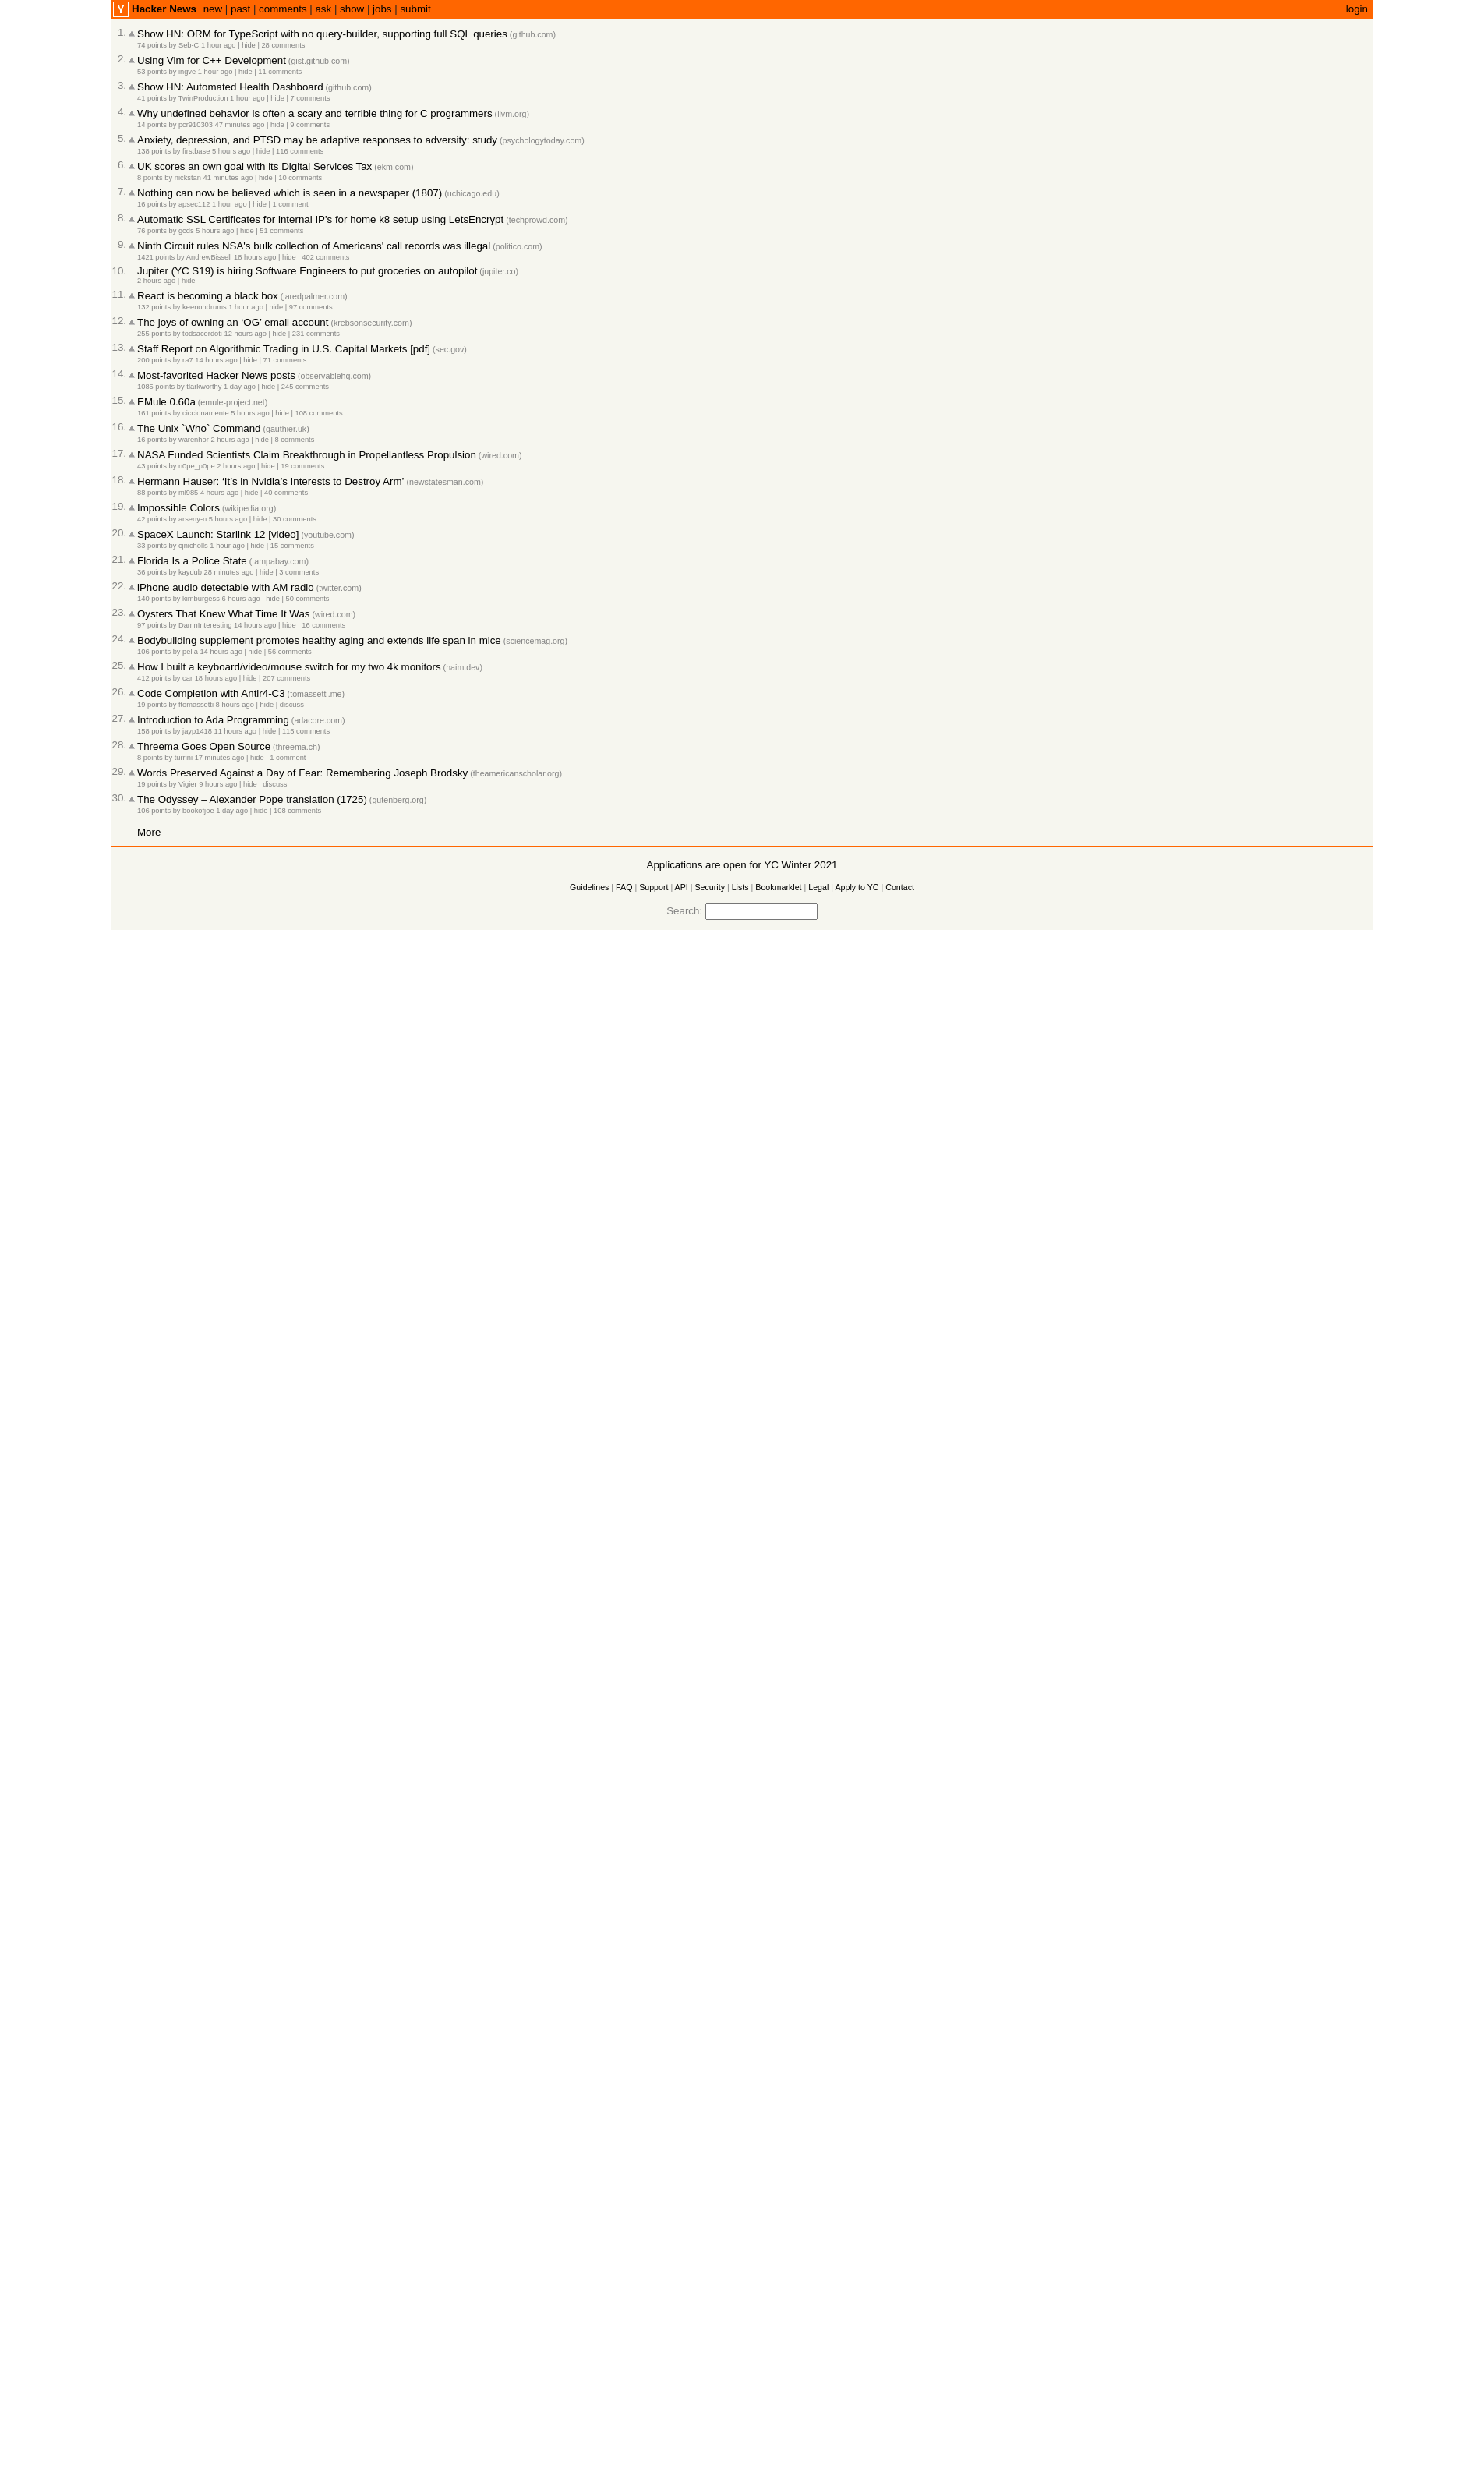 Y Hacker News new | past | comments | ask | show | jobs | submit login
1. Show HN: ORM for TypeScript with no query-builder, supporting full SQL queries (github.com)
74 points by Seb-C 1 hour ago | hide | 28 comments
2. Using Vim for C++ Development (gist.github.com)
53 points by ingve 1 hour ago | hide | 11 comments
3. Show HN: Automated Health Dashboard (github.com)
41 points by TwinProduction 1 hour ago | hide | 7 comments
4. Why undefined behavior is often a scary and terrible thing for C programmers (llvm.org)
14 points by pcr910303 47 minutes ago | hide | 9 comments
5. Anxiety, depression, and PTSD may be adaptive responses to adversity: study (psychologytoday.com)
138 points by firstbase 5 hours ago | hide | 116 comments
6. UK scores an own goal with its Digital Services Tax (ekm.com)
8 points by nickstan 41 minutes ago | hide | 10 comments
7. Nothing can now be believed which is seen in a newspaper (1807) (uchicago.edu)
16 points by apsec112 1 hour ago | hide | 1 comment
8. Automatic SSL Certificates for internal IP's for home k8 setup using LetsEncrypt (techprowd.com)
76 points by gcds 5 hours ago | hide | 51 comments
9. Ninth Circuit rules NSA's bulk collection of Americans' call records was illegal (politico.com)
1421 points by AndrewBissell 18 hours ago | hide | 402 comments
10. Jupiter (YC S19) is hiring Software Engineers to put groceries on autopilot (jupiter.co)
2 hours ago | hide
11. React is becoming a black box (jaredpalmer.com)
132 points by keenondrums 1 hour ago | hide | 97 comments
12. The joys of owning an ‘OG’ email account (krebsonsecurity.com)
255 points by todsacerdoti 12 hours ago | hide | 231 comments
13. Staff Report on Algorithmic Trading in U.S. Capital Markets [pdf] (sec.gov)
200 points by ra7 14 hours ago | hide | 71 comments
14. Most-favorited Hacker News posts (observablehq.com)
1085 points by tlarkworthy 1 day ago | hide | 245 comments
15. EMule 0.60a (emule-project.net)
161 points by ciccionamente 5 hours ago | hide | 108 comments
16. The Unix `Who` Command (gauthier.uk)
16 points by warenhor 2 hours ago | hide | 8 comments
17. NASA Funded Scientists Claim Breakthrough in Propellantless Propulsion (wired.com)
43 points by n0pe_p0pe 2 hours ago | hide | 19 comments
18. Hermann Hauser: ‘It’s in Nvidia’s Interests to Destroy Arm’ (newstatesman.com)
88 points by ml985 4 hours ago | hide | 40 comments
19. Impossible Colors (wikipedia.org)
42 points by arseny-n 5 hours ago | hide | 30 comments
20. SpaceX Launch: Starlink 12 [video] (youtube.com)
33 points by cjnicholls 1 hour ago | hide | 15 comments
21. Florida Is a Police State (tampabay.com)
36 points by kaydub 28 minutes ago | hide | 3 comments
22. iPhone audio detectable with AM radio (twitter.com)
140 points by kimburgess 6 hours ago | hide | 50 comments
23. Oysters That Knew What Time It Was (wired.com)
97 points by DamnInteresting 14 hours ago | hide | 16 comments
24. Bodybuilding supplement promotes healthy aging and extends life span in mice (sciencemag.org)
106 points by pella 14 hours ago | hide | 56 comments
25. How I built a keyboard/video/mouse switch for my two 4k monitors (haim.dev)
412 points by car 18 hours ago | hide | 207 comments
26. Code Completion with Antlr4-C3 (tomassetti.me)
19 points by ftomassetti 8 hours ago | hide | discuss
27. Introduction to Ada Programming (adacore.com)
158 points by jayp1418 11 hours ago | hide | 115 comments
28. Threema Goes Open Source (threema.ch)
8 points by turrini 17 minutes ago | hide | 1 comment
29. Words Preserved Against a Day of Fear: Remembering Joseph Brodsky (theamericanscholar.org)
19 points by Vigier 9 hours ago | hide | discuss
30. The Odyssey – Alexander Pope translation (1725) (gutenberg.org)
106 points by bookofjoe 1 day ago | hide | 108 comments
More
Applications are open for YC Winter 2021
Guidelines | FAQ | Support | API | Security | Lists | Bookmarklet | Legal | Apply to YC | Contact
Search: